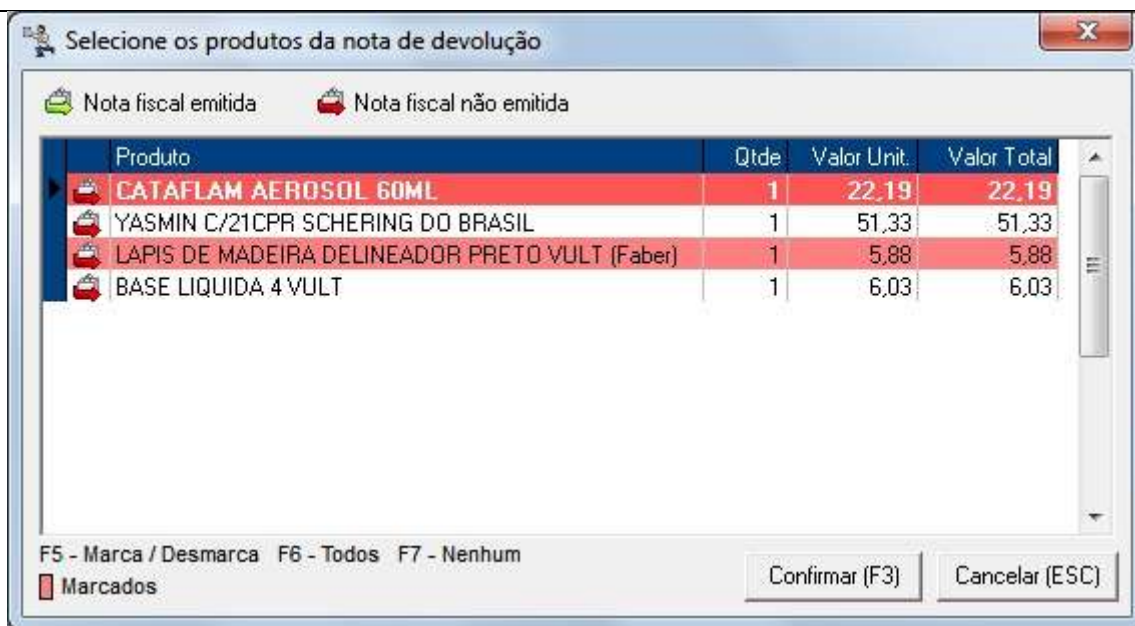 Selecione os produtos da nota de devolução
Nota fiscal emitida Nota fiscal não emitida
Produto Qtde Valor Unit. Valor Total
CATAFLAM AEROSOL 60ML 1 22,19 22,19
YASMIN C/21CPR SCHERING DO BRASIL 1 51,33 51,33
LAPIS DE MADEIRA DELINEADOR PRETO VULT (Faber) 1 5,88 5,88
BASE LIQUIDA 4 VULT 1 6,03 6,03
F5 - Marca / Desmarca F6 - Todos F7 - Nenhum
Marcados
Confirmar (F3) Cancelar (ESC)